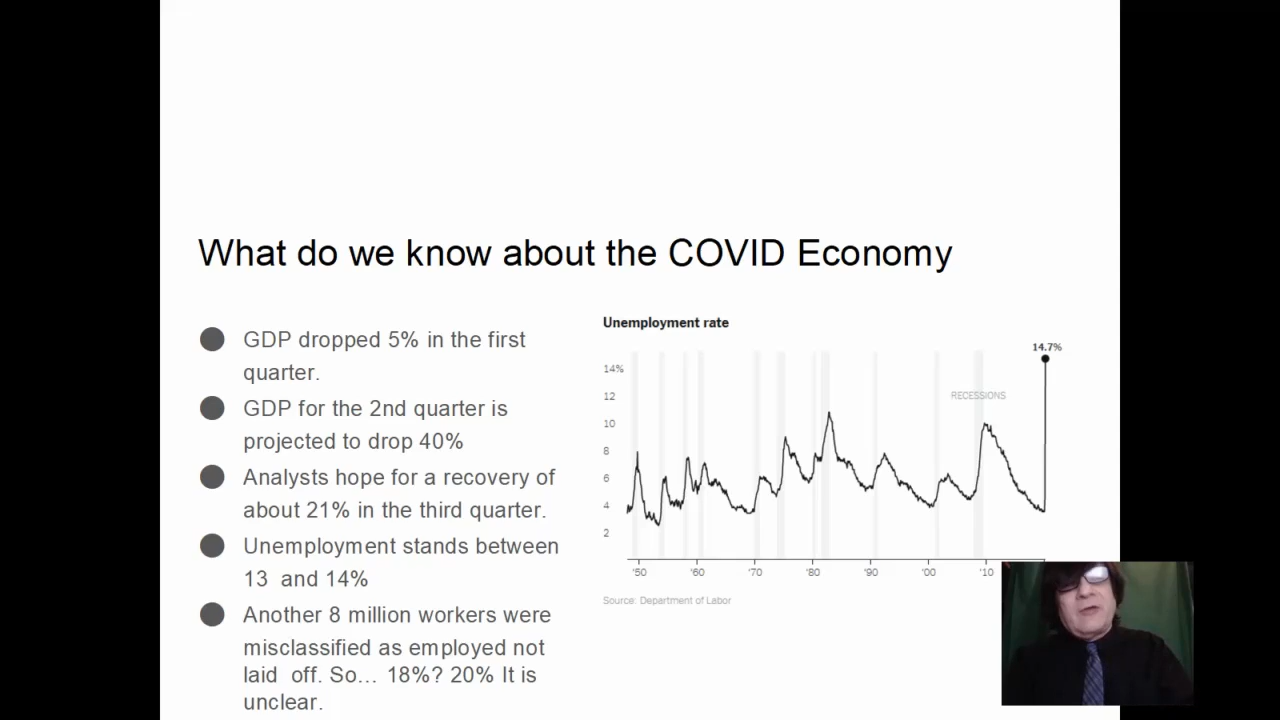 What do we know about the COVID Economy
GDP dropped 5% in the first
quarter.
GDP for the 2nd quarter is
projected to drop 40%
Analysts hope for a recovery of
about 21% in the third quarter.
Unemployment stands between
13 and 14%
Another 8 million workers were
misclassified as employed not
laid off. So... 18%? 20% It is
unclear.
Unemployment rate
14.7%
14%
12
RECESSIONS
10
8
6
4
2
'50 '60 '70 '80 '90 '00 '10
Source: Department of Labor